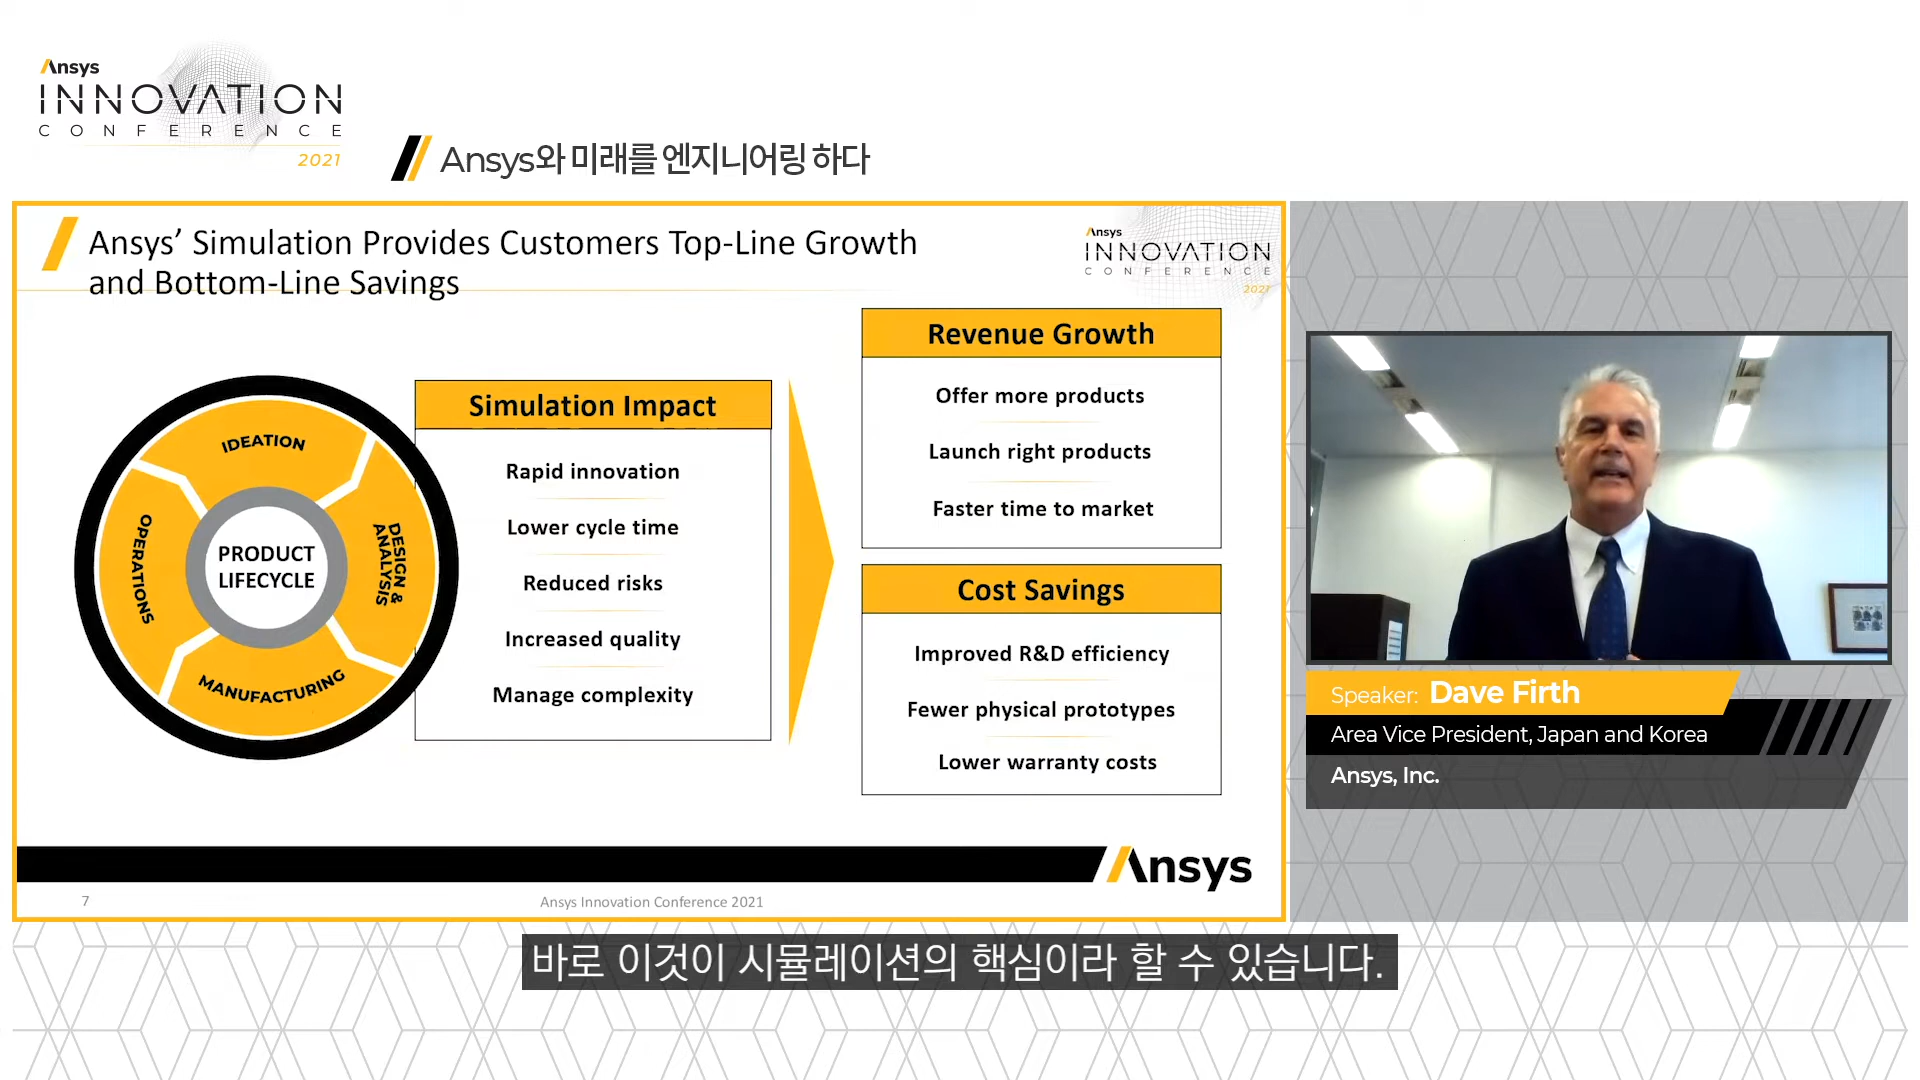 Ansys
INNOVATION
CONFERENCE
2021
Ansys와 미래를 엔지니어링 하다
Ansys’ Simulation Provides Customers Top-Line Growth
and Bottom-Line Savings
Ansys
INNOVATION
CONFERENCE
2021
IDEATION
DESIGN &
ANALYSIS
MANUFACTURING
OPERATIONS
PRODUCT
LIFECYCLE
Simulation Impact
Rapid innovation
Lower cycle time
Reduced risks
Increased quality
Manage complexity
Revenue Growth
Offer more products
Launch right products
Faster time to market
Cost Savings
Improved R&D efficiency
Fewer physical prototypes
Lower warranty costs
Ansys
7
Ansys Innovation Conference 2021
Speaker: Dave Firth
Area Vice President, Japan and Korea
Ansys, Inc.
바로 이것이 시뮬레이션의 핵심이라 할 수 있습니다.